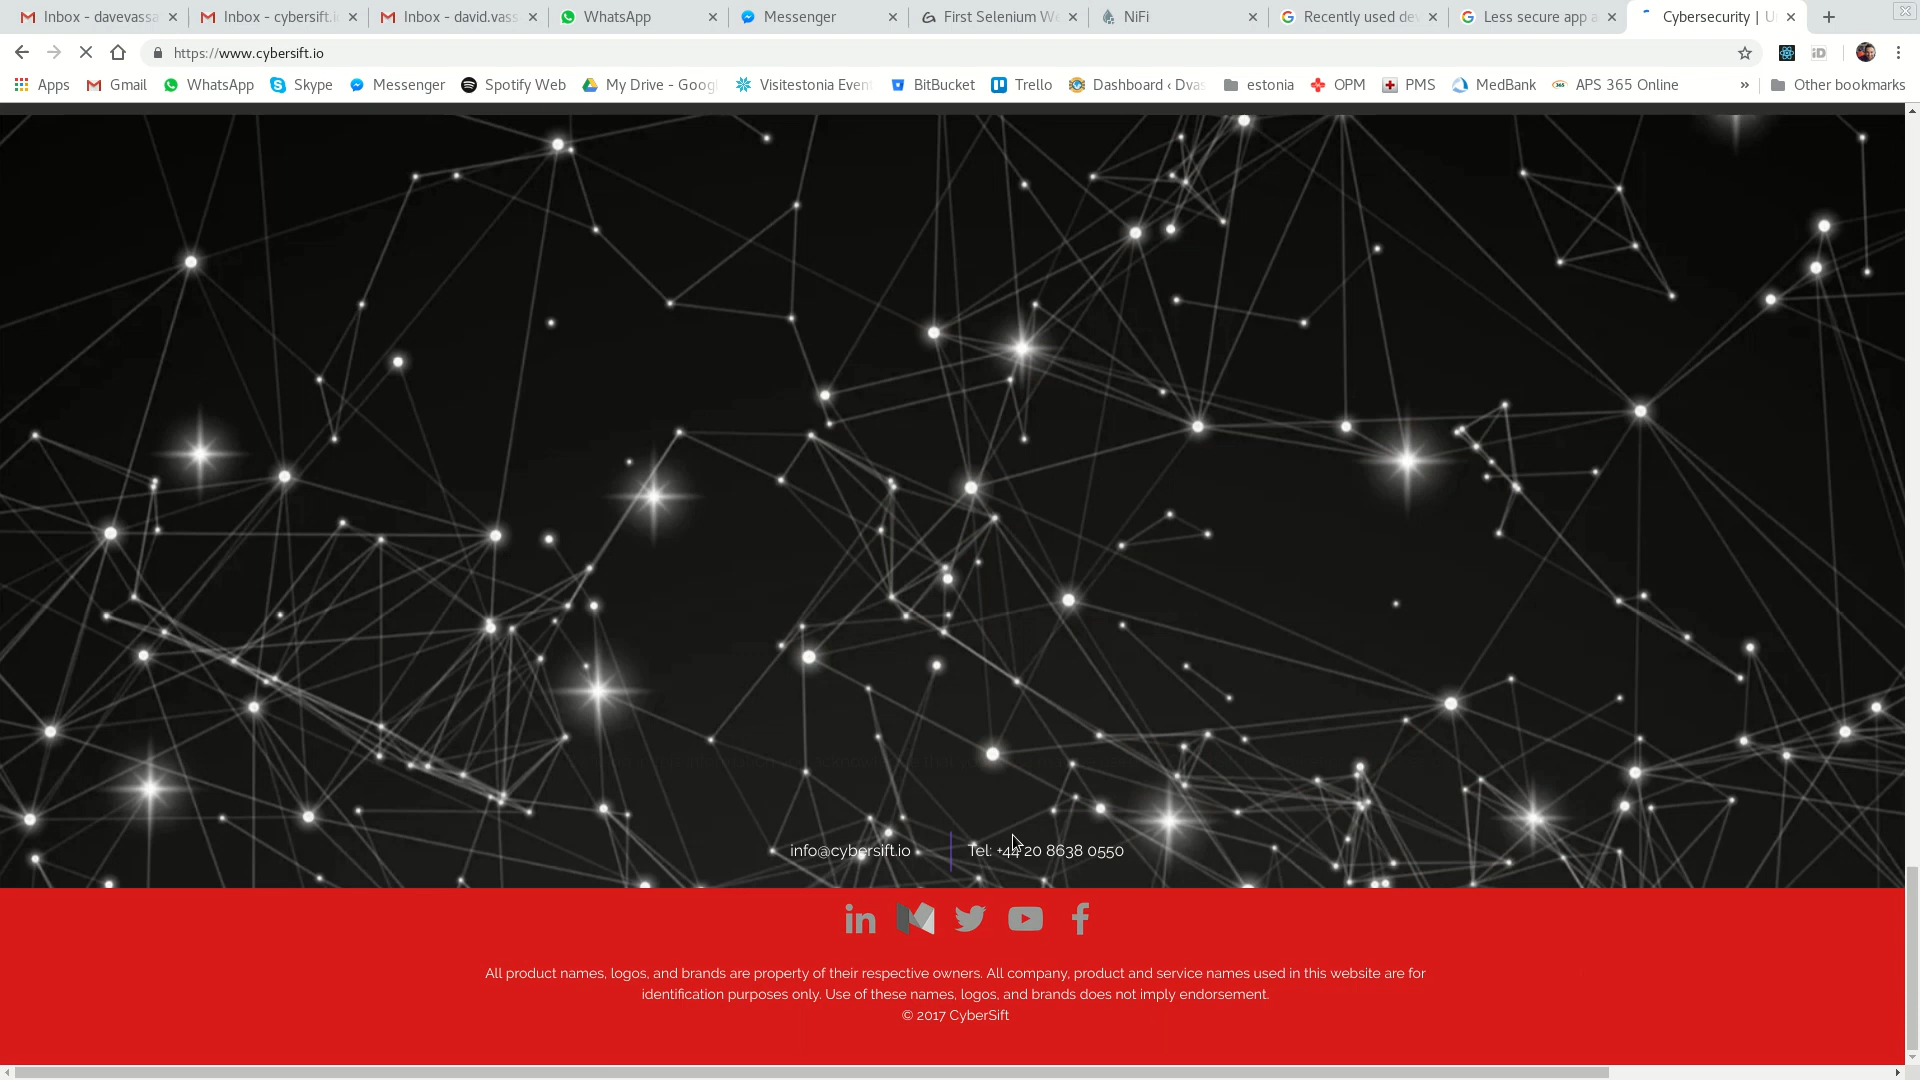 Inbox - davevassa
Inbox - cybersift.i
Inbox - david.vass
WhatsApp
Messenger
First Selenium We
NiFi
Recently used dev
Less secure app a
Cybersecurity | U
https://www.cybersift.io
Apps
Gmail
WhatsApp
Skype
Messenger
Spotify Web
My Drive - Googl
Visitestonia Event
BitBucket
Trello
Dashboard ‹ Dvas
estonia
OPM
PMS
MedBank
APS 365 Online
»
Other bookmarks
info@cybersift.io
Tel: +44 20 8638 0550
All product names, logos, and brands are property of their respective owners. All company, product and service names used in this website are for
identification purposes only. Use of these names, logos, and brands does not imply endorsement.
© 2017 CyberSift